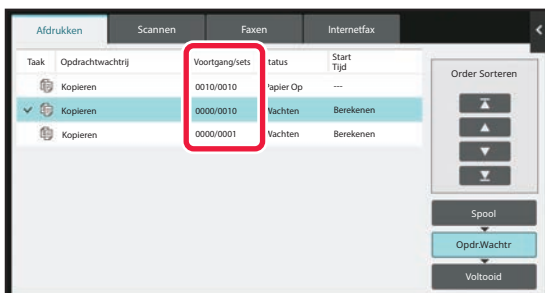 Afdrukken Scannen Faxen Internetfax
Taak Opdrachtwachtrij Voortgang/sets tatus Start Tijd
Kopieren 0010/0010 Papier Op ---
Kopieren 0000/0010 Wachten Berekenen
Kopieren 0000/0001 Wachten Berekenen
Order Sorteren
Spool
Opdr.Wachtr
Voltooid